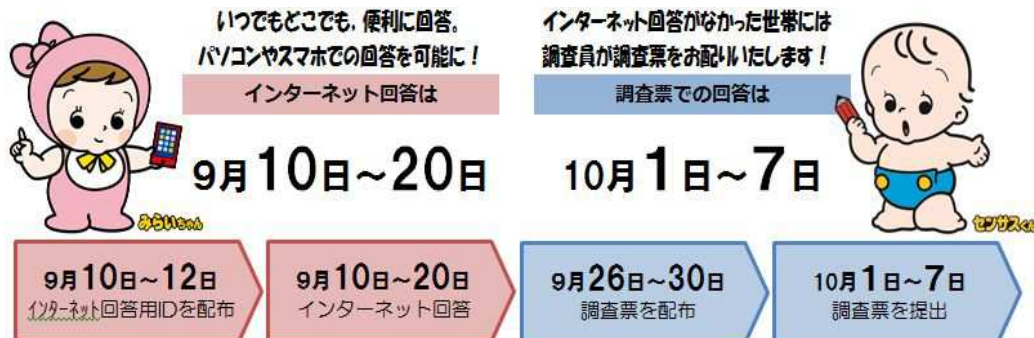 いつでもどこでも、便利に回答。
パソコンやスマホでの回答を可能に！
インターネット回答は
9月10日～20日
みらいちゃん
インターネット回答がなかった世帯には
調査員が調査票をお配りいたします！
調査票での回答は
10月1日～7日
センサスくん
9月10日～12日
インターネット回答用IDを配布
9月10日～20日
インターネット回答
9月26日～30日
調査票を配布
10月1日～7日
調査票を提出